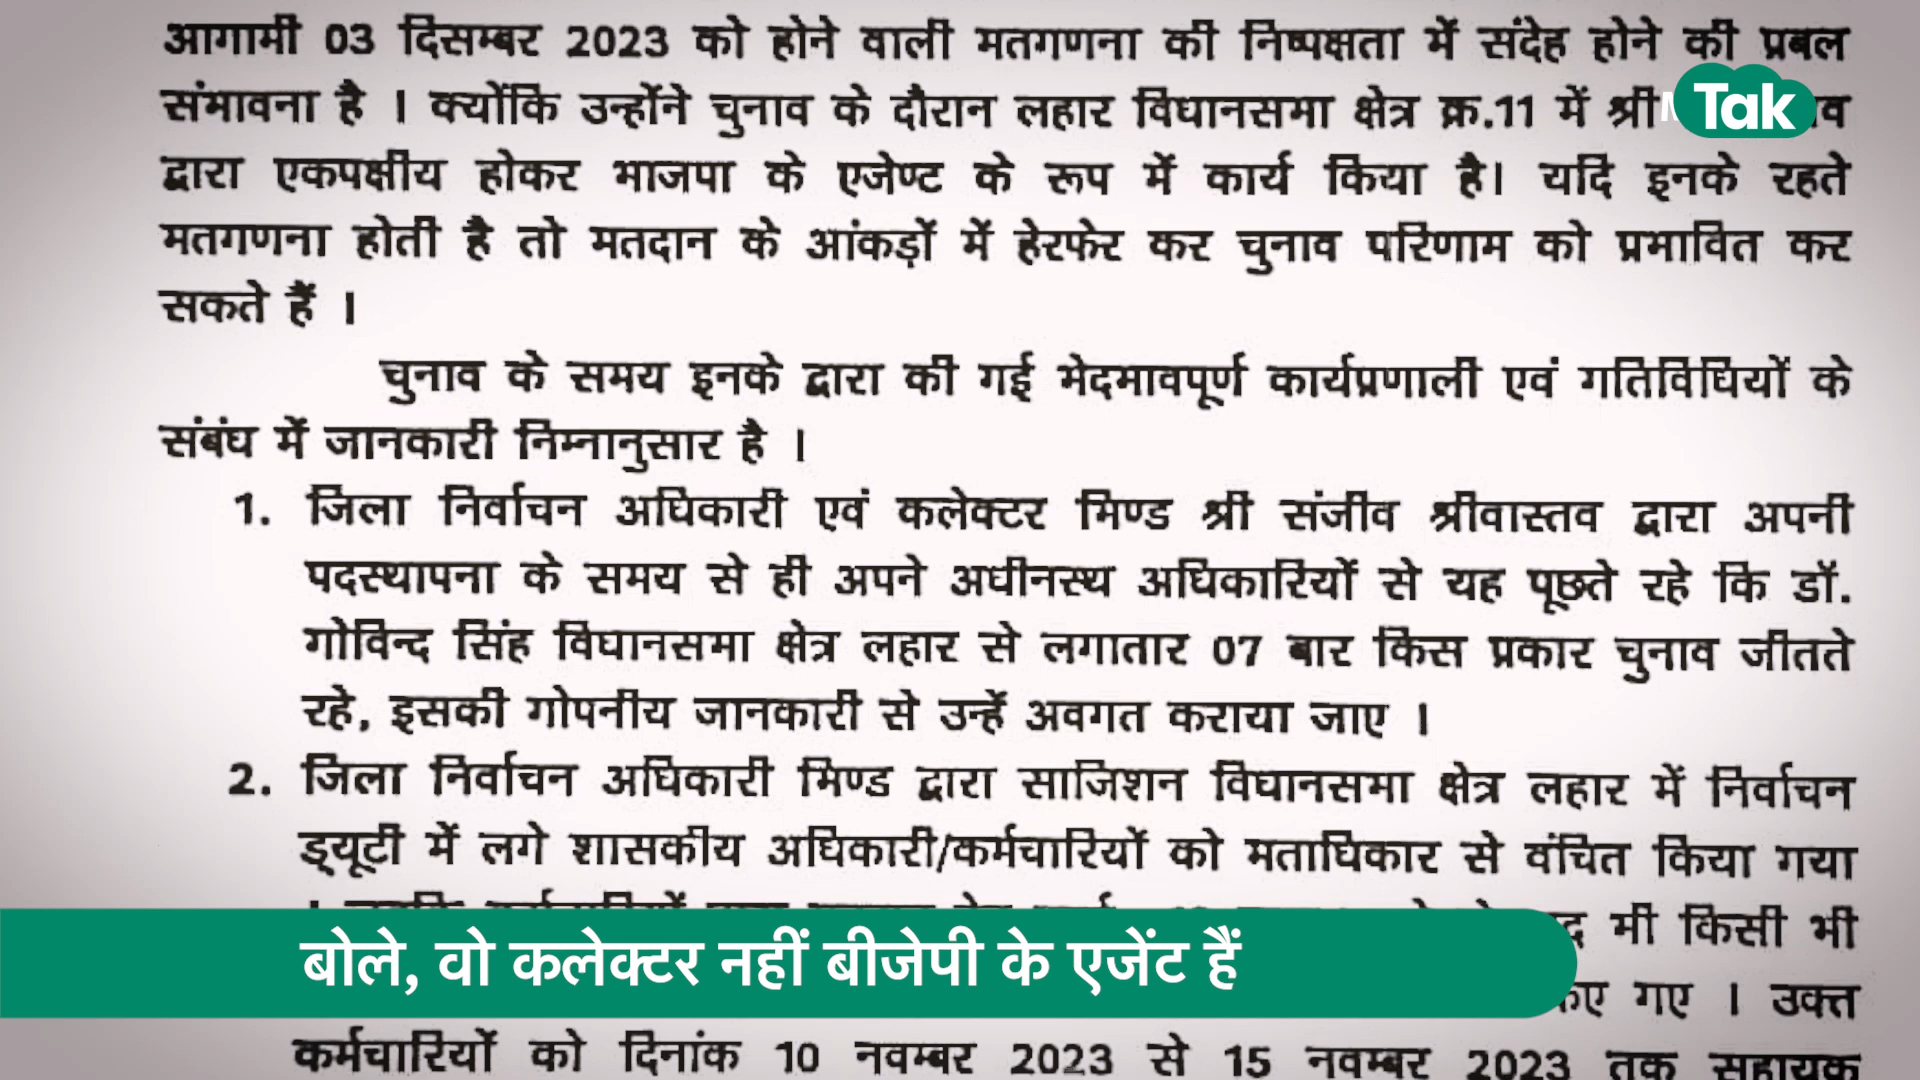 आगामी 03 दिसम्बर 2023 को होने वाली मतगणना की निष्पक्षता में संदेह होने की प्रबल
संभावना है । क्योंकि उन्होंने चुनाव के दौरान लहार विधानसभा क्षेत्र क्र.11 में श्री
Tak
द्वारा एकपक्षीय होकर भाजपा के एजेण्ट के रूप में कार्य किया है। यदि इनके रहते
मतगणना होती है तो मतदान के आंकड़ों में हेरफेर कर चुनाव परिणाम को प्रभावित कर
सकते हैं ।
चुनाव के समय इनके द्वारा की गई भेदभावपूर्ण कार्यप्रणाली एवं गतिविधियों के
संबंध में जानकारी निम्नानुसार है ।
1. जिला निर्वाचन अधिकारी एवं कलेक्टर भिण्ड श्री संजीव श्रीवास्तव द्वारा अपनी
पदस्थापना के समय से ही अपने अधीनस्थ अधिकारियों से यह पूछते रहे कि डॉ.
गोविन्द सिंह विधानसभा क्षेत्र लहार से लगातार 07 बार किस प्रकार चुनाव जीतते
रहे, इसकी गोपनीय जानकारी से उन्हें अवगत कराया जाए ।
2. जिला निर्वाचन अधिकारी भिण्ड द्वारा साजिशन विधानसभा क्षेत्र लहार में निर्वाचन
ड्यूटी में लगे शासकीय अधिकारी/कर्मचारियों को मताधिकार से वंचित किया गया
भी किसी भी
बोले, वो कलेक्टर नहीं बीजेपी के एजेंट हैं
गए । उक्त
कर्मचारियों को दिनांक 10 नवम्बर 2023 से 15 नवम्बर 2023 तक सहायक